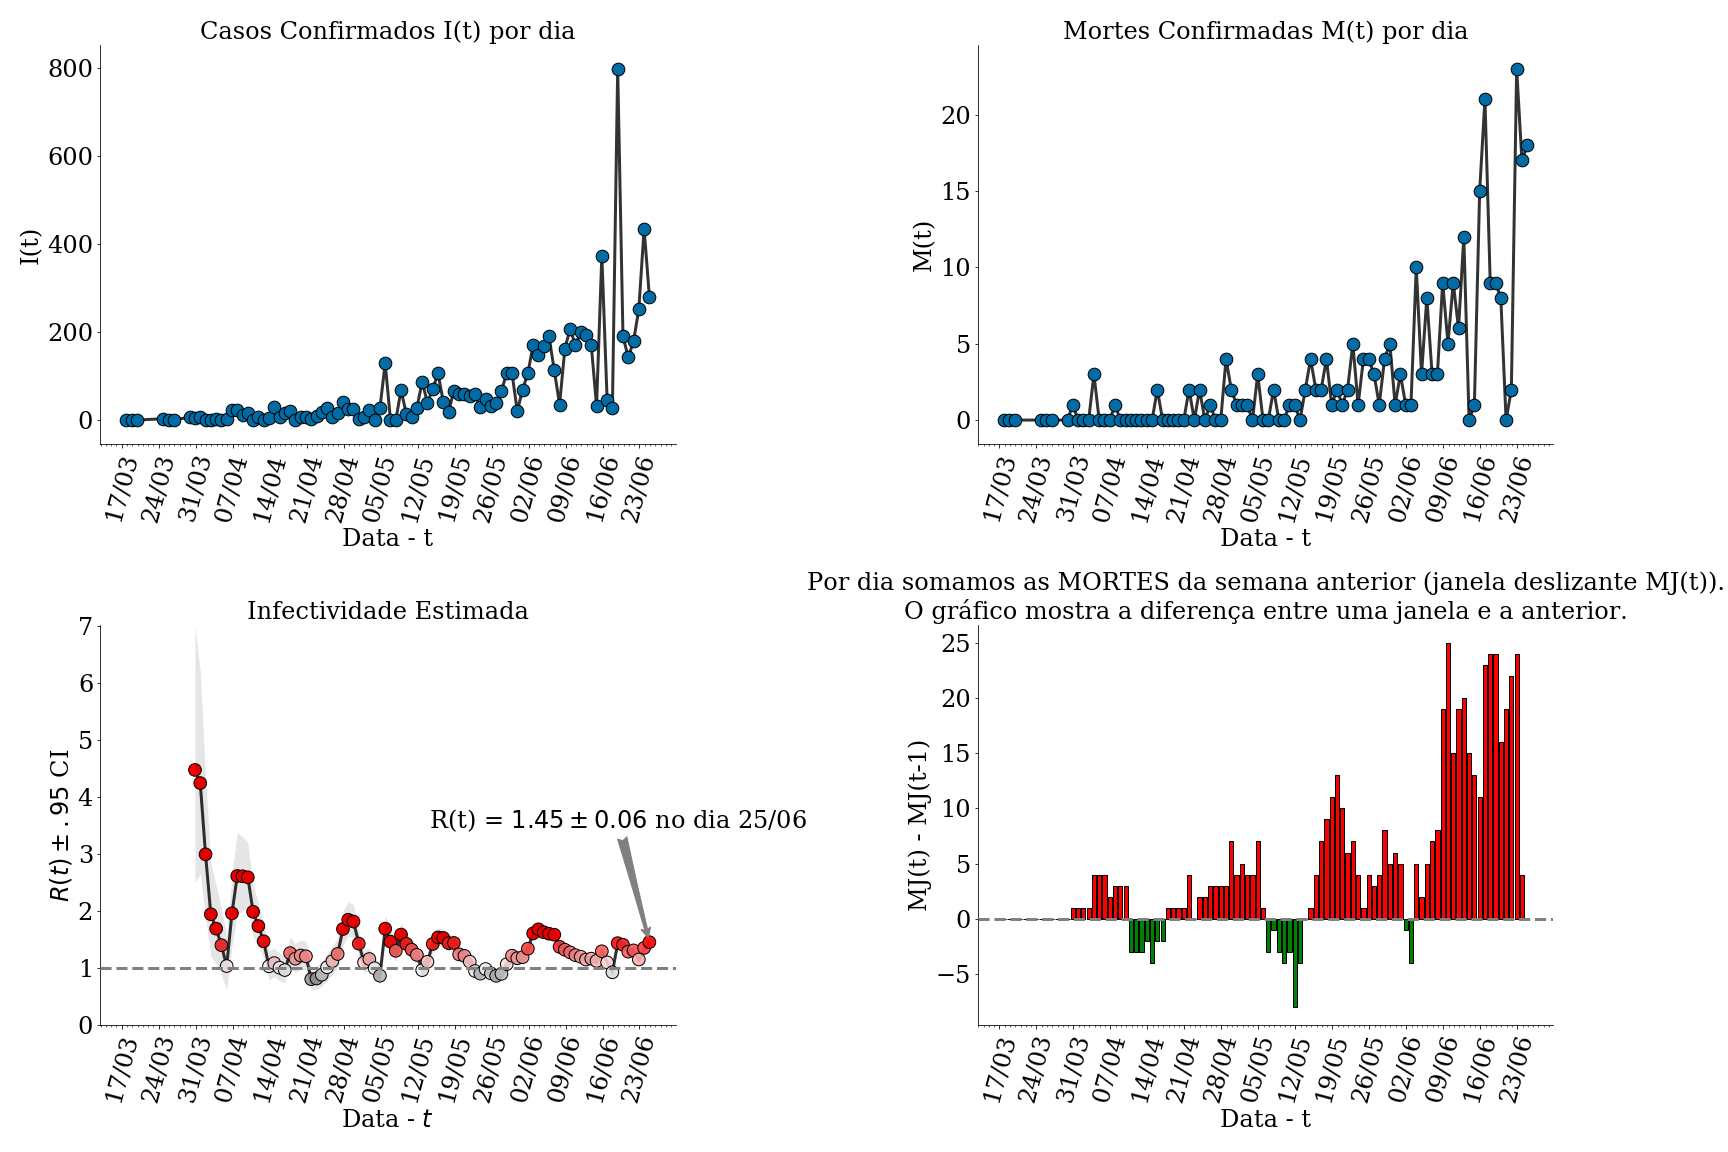 Casos Confirmados I(t) por dia
I(t)
800
600
400
200
0
17/03 24/03 31/03 07/04 14/04 21/04 28/04 05/05 12/05 19/05 26/05 02/06 09/06 16/06 23/06
Data - t
Mortes Confirmadas M(t) por dia
M(t)
20
15
10
5
0
17/03 24/03 31/03 07/04 14/04 21/04 28/04 05/05 12/05 19/05 26/05 02/06 09/06 16/06 23/06
Data - t
Infectividade Estimada
R(t) ± .95 CI
7
6
5
4
3
2
1
0
R(t) = 1.45 ± 0.06 no dia 25/06
17/03 24/03 31/03 07/04 14/04 21/04 28/04 05/05 12/05 19/05 26/05 02/06 09/06 16/06 23/06
Data - t
Por dia somamos as MORTES da semana anterior (janela deslizante MJ(t)).
O gráfico mostra a diferença entre uma janela e a anterior.
MJ(t) - MJ(t-1)
25
20
15
10
5
0
−5
17/03 24/03 31/03 07/04 14/04 21/04 28/04 05/05 12/05 19/05 26/05 02/06 09/06 16/06 23/06
Data - t